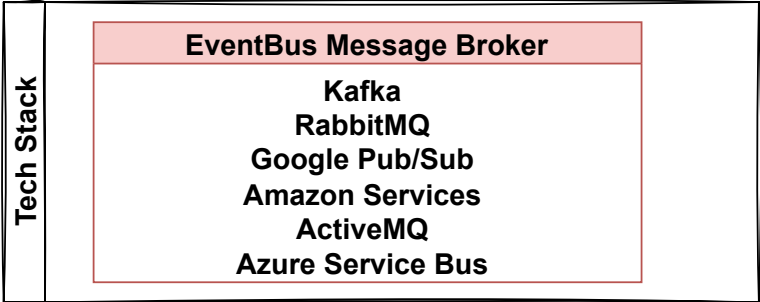 Tech Stack
EventBus Message Broker
Kafka
RabbitMQ
Google Pub/Sub
Amazon Services
ActiveMQ
Azure Service Bus